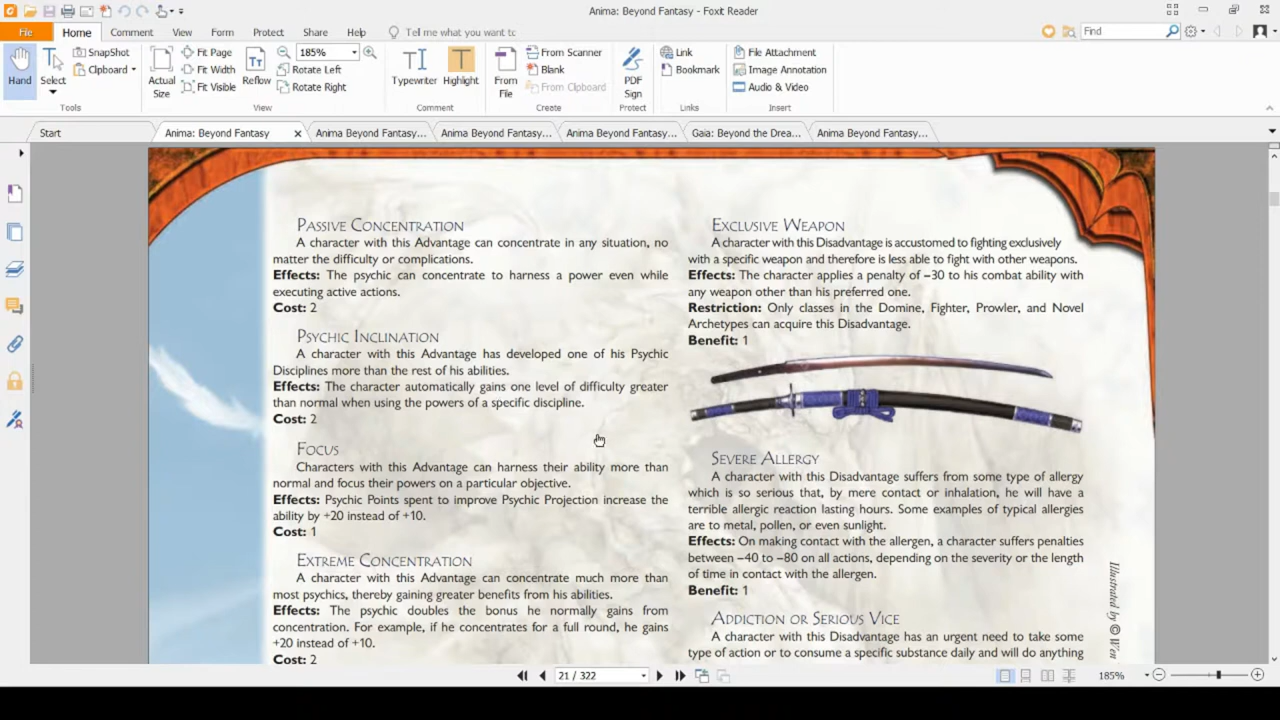 Anima: Beyond Fantasy - Foxit Reader
File
Home
Comment
View
Form
Protect
Share
Help
Tell me what you want tc
Find
Hand
Select
SnapShot
Clipboard
Tools
Actual
Size
Fit Page
Fit Width
Fit Visible
Reflow
185%
Rotate Left
Rotate Right
View
Typewriter
Highlight
Comment
From
File
From Scanner
Blank
From Clipboard
Create
PDF
Sign
Protect
Link
Bookmark
Links
File Attachment
Image Annotation
Audio & Video
Insert
Start
Anima: Beyond Fantasy
Anima Beyond Fantasy...
Anima Beyond Fantasy...
Anima Beyond Fantasy...
Gaïa: Beyond the Drea...
Anima Beyond Fantasy...
PASSIVE CONCENTRATION
A character with this Advantage can concentrate in any situation, no
matter the difficulty or complications.
Effects: The psychic can concentrate to harness a power even while
executing active actions.
Cost: 2
PSYCHIC INCLINATION
A character with this Advantage has developed one of his Psychic
Disciplines more than the rest of his abilities.
Effects: The character automatically gains one level of difficulty greater
than normal when using the powers of a specific discipline.
Cost: 2
FOCUS
Characters with this Advantage can harness their ability more than
normal and focus their powers on a particular objective.
Effects: Psychic Points spent to improve Psychic Projection increase the
ability by +20 instead of +10.
Cost: 1
EXTREME CONCENTRATION
A character with this Advantage can concentrate much more than
most psychics, thereby gaining greater benefits from his abilities.
Effects: The psychic doubles the bonus he normally gains from
concentration. For example, if he concentrates for a full round, he gains
+20 instead of +10.
Cost: 2
EXCLUSIVE WEAPON
A character with this Disadvantage is accustomed to fighting exclusively
with a specific weapon and therefore is less able to fight with other weapons.
Effects: The character applies a penalty of –30 to his combat ability with
any weapon other than his preferred one.
Restriction: Only classes in the Domine, Fighter, Prowler, and Novel
Archetypes can acquire this Disadvantage.
Benefit: 1
SEVERE ALLERGY
A character with this Disadvantage suffers from some type of allergy
which is so serious that, by mere contact or inhalation, he will have a
terrible allergic reaction lasting hours. Some examples of typical allergies
are to metal, pollen, or even sunlight.
Effects: On making contact with the allergen, a character suffers penalties
between –40 to –80 on all actions, depending on the severity or the length
of time in contact with the allergen.
Benefit: 1
ADDICTION OR SERIOUS VICE
A character with this Disadvantage has an urgent need to take some
type of action or to consume a specific substance daily and will do anything
Illustrated by © Wen
21 / 322
185%